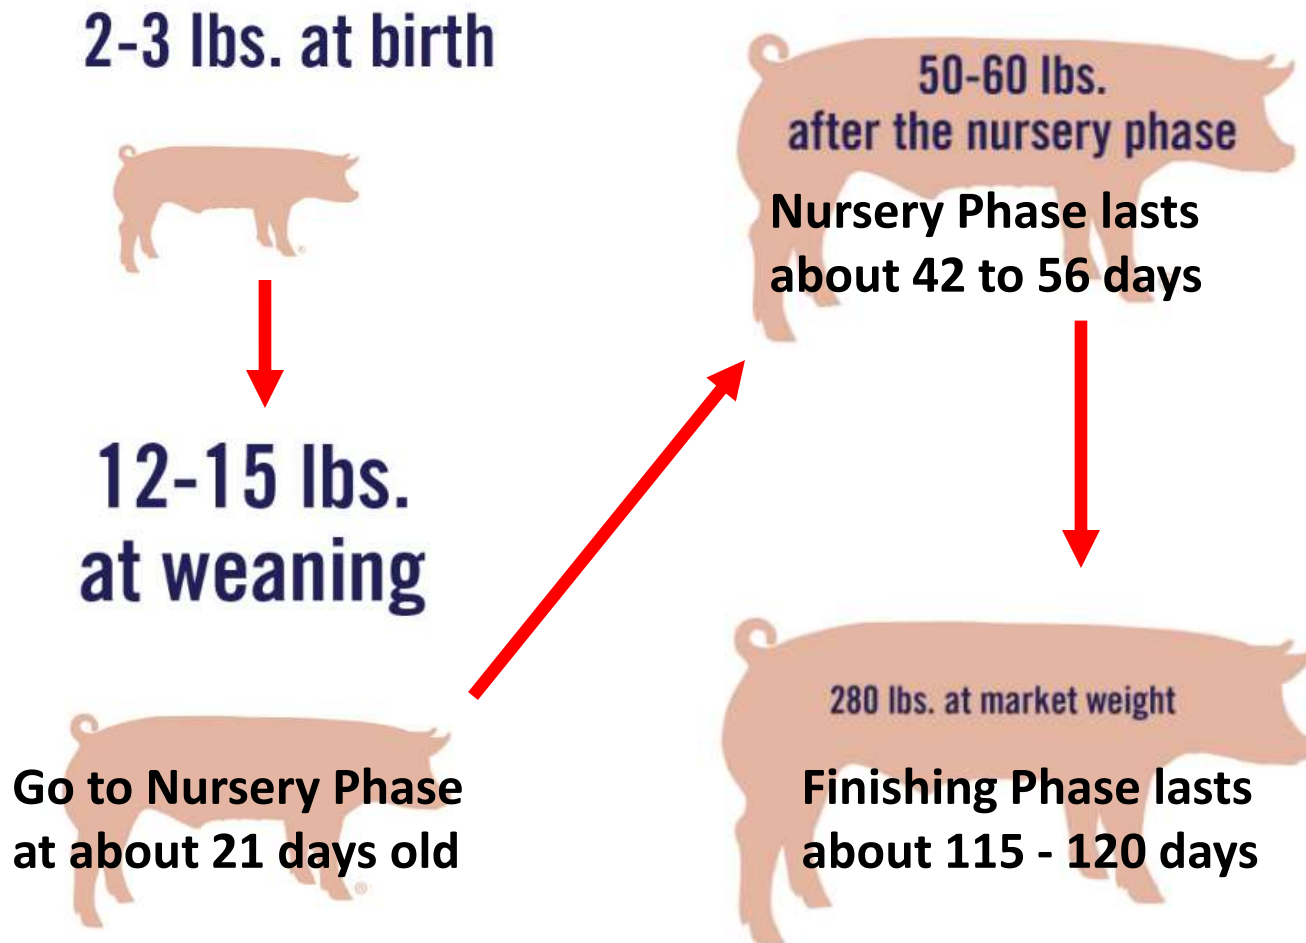 2-3 lbs. at birth
12-15 lbs.
at weaning
Go to Nursery Phase
at about 21 days old
50-60 lbs.
after the nursery phase
Nursery Phase lasts
about 42 to 56 days
280 lbs. at market weight
Finishing Phase lasts
about 115 - 120 days